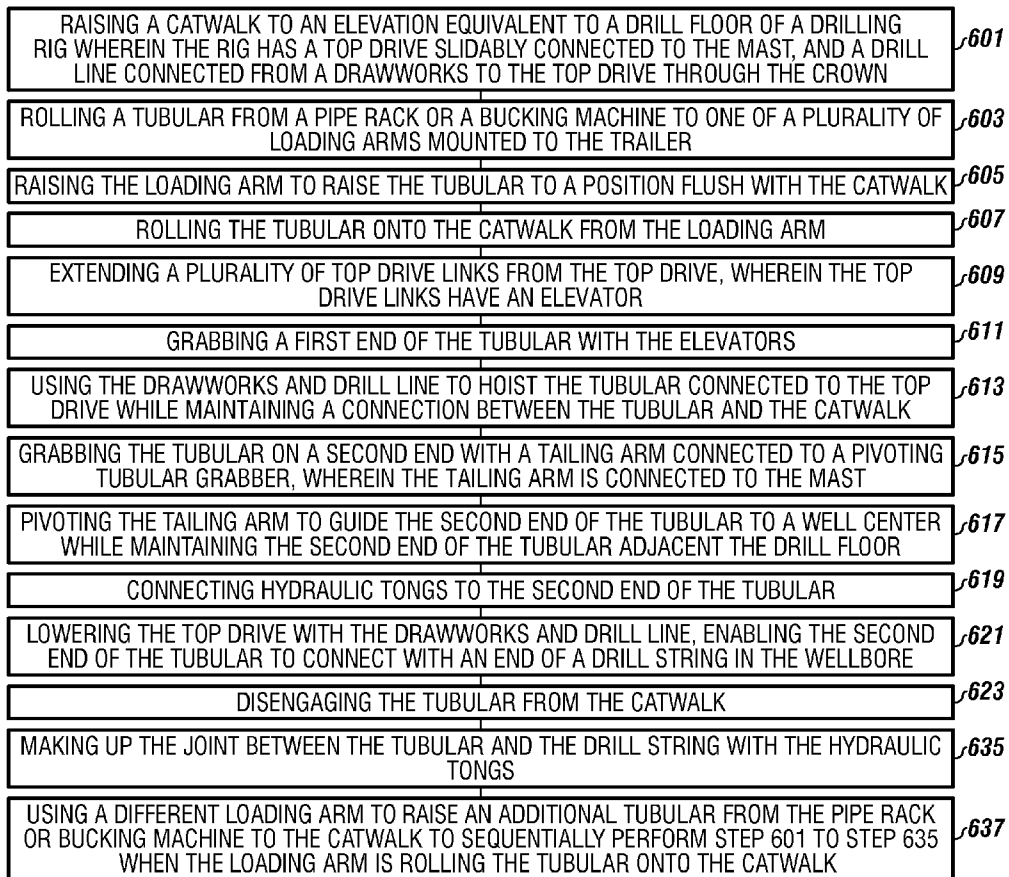 RAISING A CATWALK TO AN ELEVATION EQUIVALENT TO A DRILL FLOOR OF A DRILLING
RIG WHEREIN THE RIG HAS A TOP DRIVE SLIDABLY CONNECTED TO THE MAST, AND A DRILL
LINE CONNECTED FROM A DRAWWORKS TO THE TOP DRIVE THROUGH THE CROWN
601
ROLLING A TUBULAR FROM A PIPE RACK OR A BUCKING MACHINE TO ONE OF A PLURALITY OF
LOADING ARMS MOUNTED TO THE TRAILER
603
RAISING THE LOADING ARM TO RAISE THE TUBULAR TO A POSITION FLUSH WITH THE CATWALK
605
ROLLING THE TUBULAR ONTO THE CATWALK FROM THE LOADING ARM
607
EXTENDING A PLURALITY OF TOP DRIVE LINKS FROM THE TOP DRIVE, WHEREIN THE TOP
DRIVE LINKS HAVE AN ELEVATOR
609
GRABBING A FIRST END OF THE TUBULAR WITH THE ELEVATORS
611
USING THE DRAWWORKS AND DRILL LINE TO HOIST THE TUBULAR CONNECTED TO THE TOP
DRIVE WHILE MAINTAINING A CONNECTION BETWEEN THE TUBULAR AND THE CATWALK
613
GRABBING THE TUBULAR ON A SECOND END WITH A TAILING ARM CONNECTED TO A PIVOTING
TUBULAR GRABBER, WHEREIN THE TAILING ARM IS CONNECTED TO THE MAST
615
PIVOTING THE TAILING ARM TO GUIDE THE SECOND END OF THE TUBULAR TO A WELL CENTER
WHILE MAINTAINING THE SECOND END OF THE TUBULAR ADJACENT THE DRILL FLOOR
617
CONNECTING HYDRAULIC TONGS TO THE SECOND END OF THE TUBULAR
619
LOWERING THE TOP DRIVE WITH THE DRAWWORKS AND DRILL LINE, ENABLING THE SECOND
END OF THE TUBULAR TO CONNECT WITH AN END OF A DRILL STRING IN THE WELLBORE
621
DISENGAGING THE TUBULAR FROM THE CATWALK
623
MAKING UP THE JOINT BETWEEN THE TUBULAR AND THE DRILL STRING WITH THE HYDRAULIC
TONGS
635
USING A DIFFERENT LOADING ARM TO RAISE AN ADDITIONAL TUBULAR FROM THE PIPE RACK
OR BUCKING MACHINE TO THE CATWALK TO SEQUENTIALLY PERFORM STEP 601 TO STEP 635
WHEN THE LOADING ARM IS ROLLING THE TUBULAR ONTO THE CATWALK
637